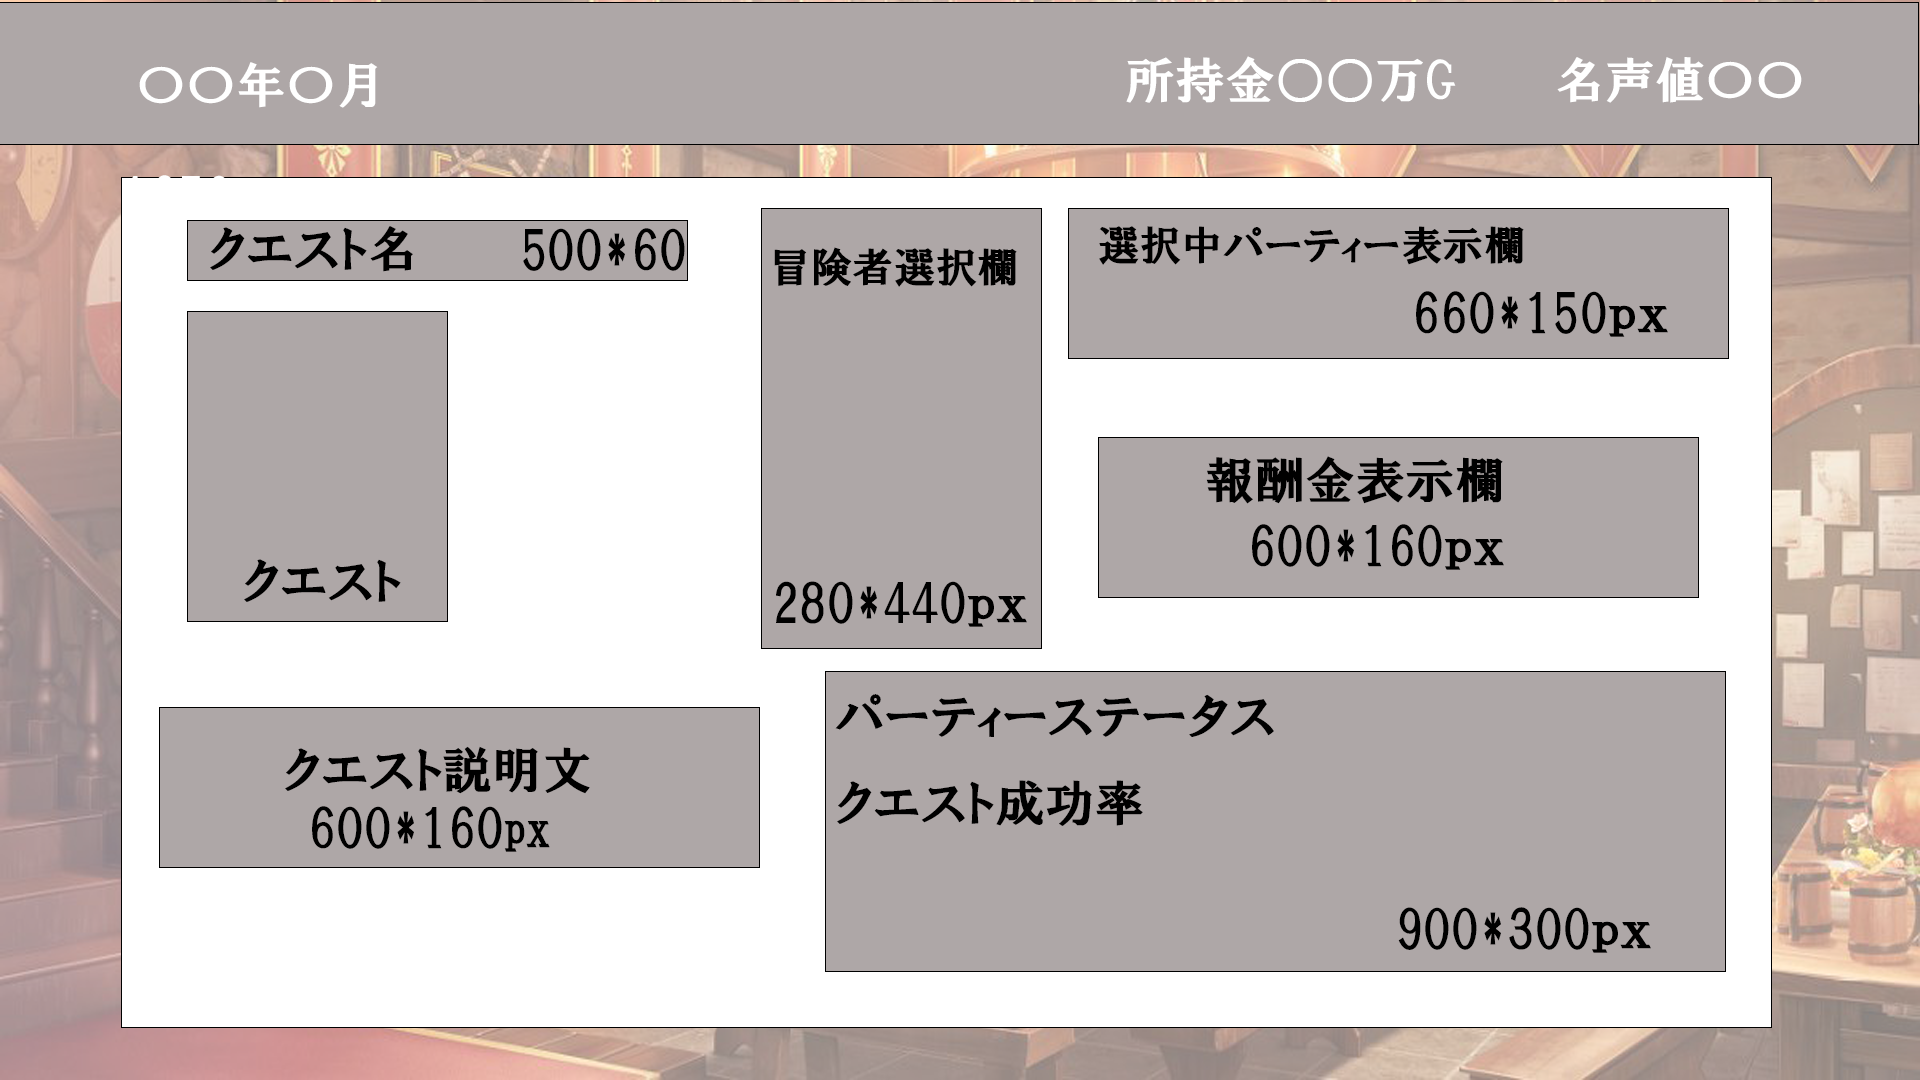 〇〇年〇月
所持金〇〇万G　名声値〇〇
クエスト名　500*60
クエスト
クエスト説明文
600*160px
冒険者選択欄
280*440px
選択中パーティー表示欄
660*150px
報酬金表示欄
600*160px
パーティーステータス
クエスト成功率
900*300px